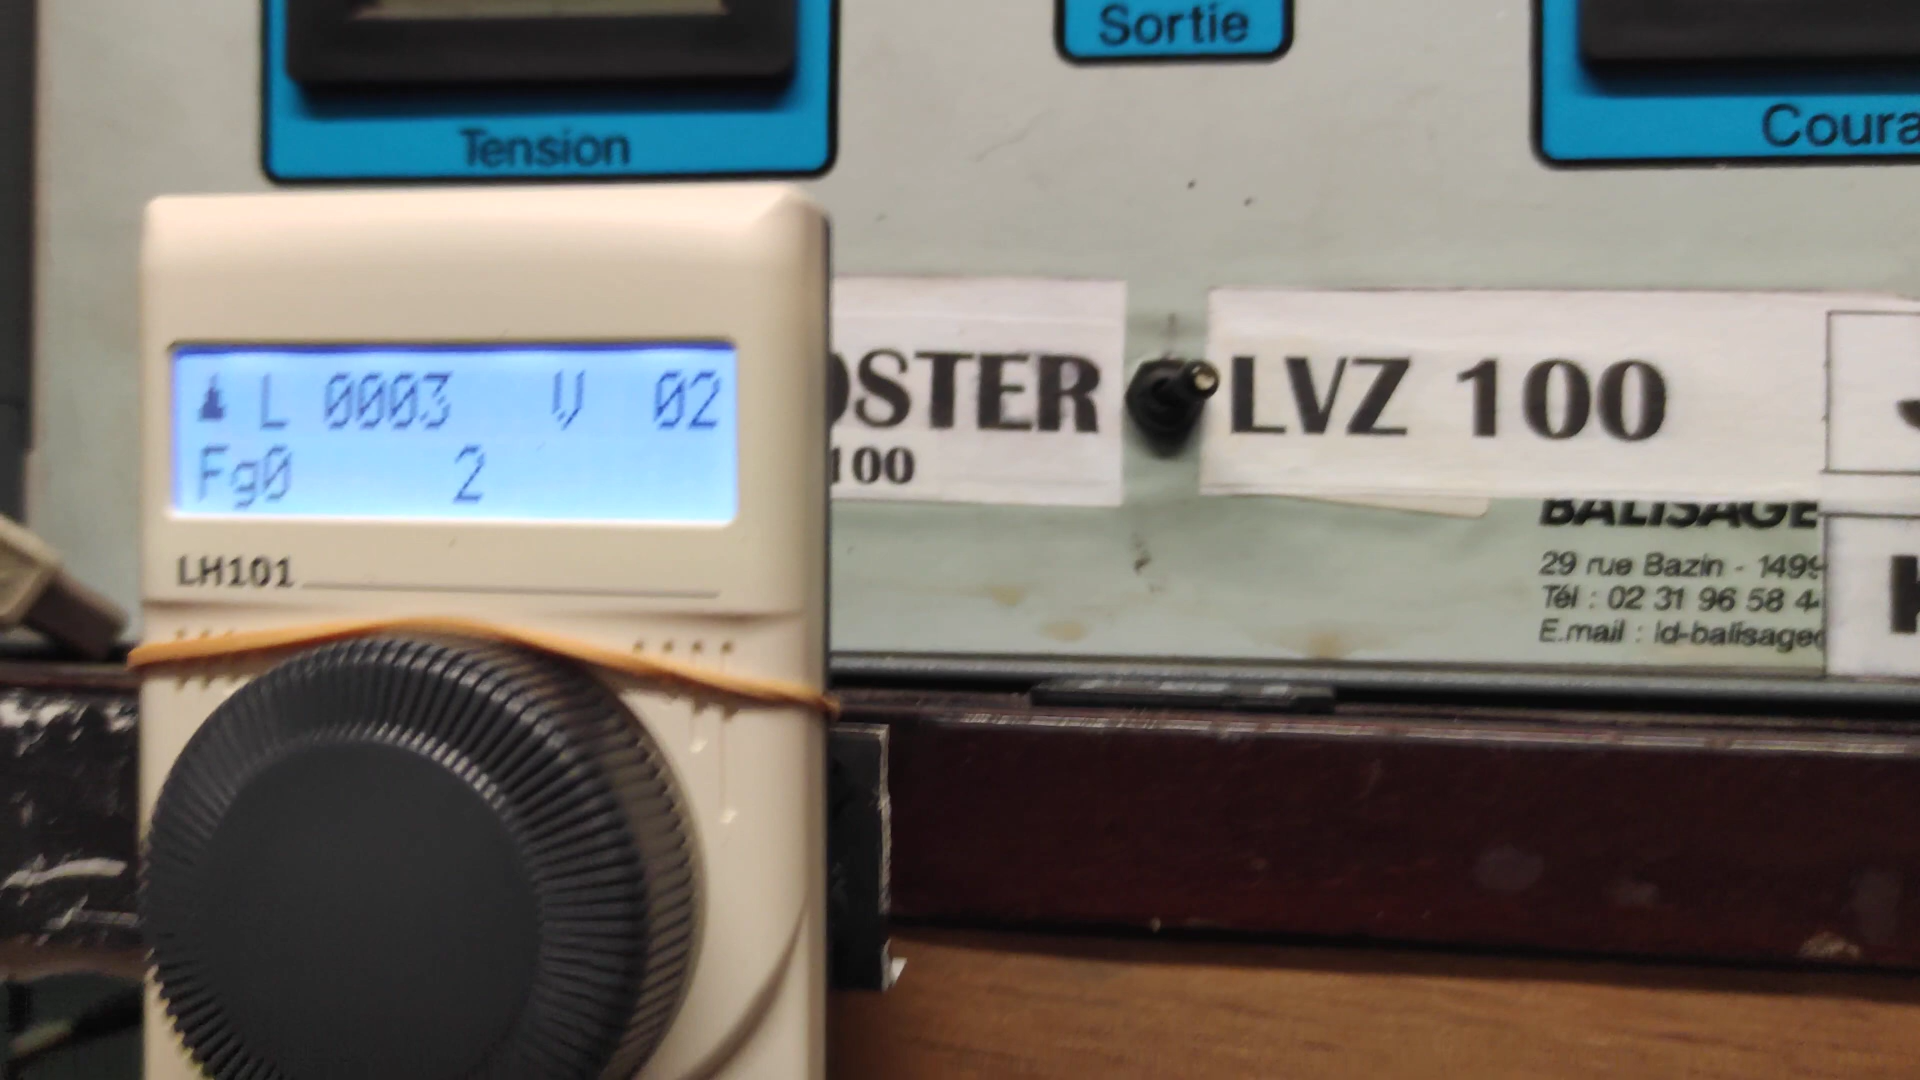 Sortie
Tension
Coura
L 0003 V 02
Fg0 2
LH101
OSTER
100
LVZ 100
BALISAGE
29 rue Bazin - 1499
Tél : 02 31 96 58 4
E.mail : ld-balisage